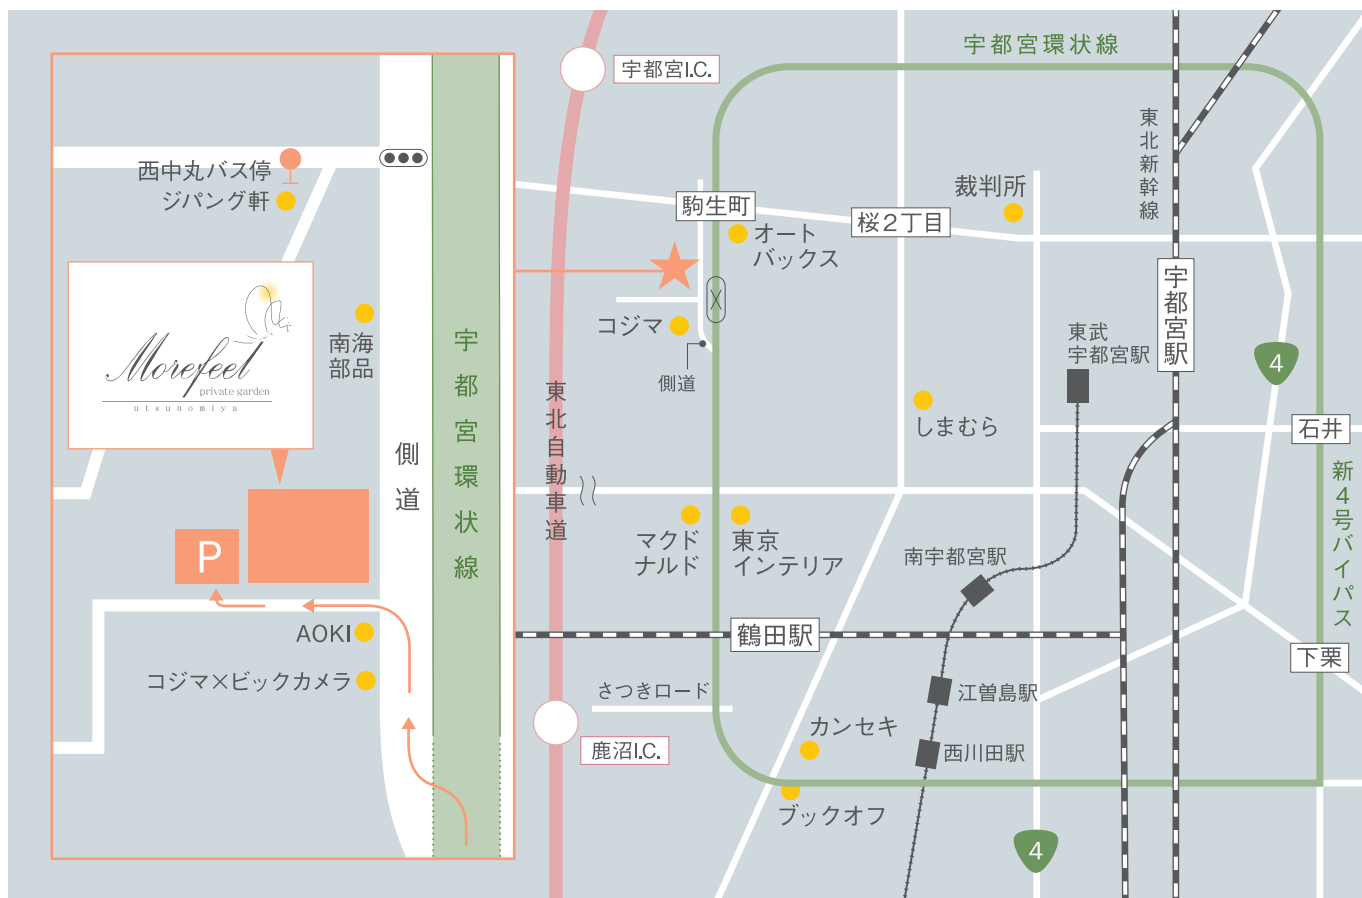 西中丸バス停
ジパング軒
Morefeel
private garden
utsunomiya
南海
部品
側道
宇都宮環状線
P
AOKI
コジマ×ビックカメラ
宇都宮I.C.
宇都宮環状線
東北新幹線
裁判所
駒生町
桜2丁目
オート
バックス
宇都宮駅
コジマ
側道
東武
宇都宮駅
4
東北自動車道
しまむら
石井
新4号バイパス
マクド
ナルド
東京
インテリア
南宇都宮駅
鶴田駅
下栗
さつきロード
江曽島駅
カンセキ
鹿沼I.C.
西川田駅
ブックオフ
4